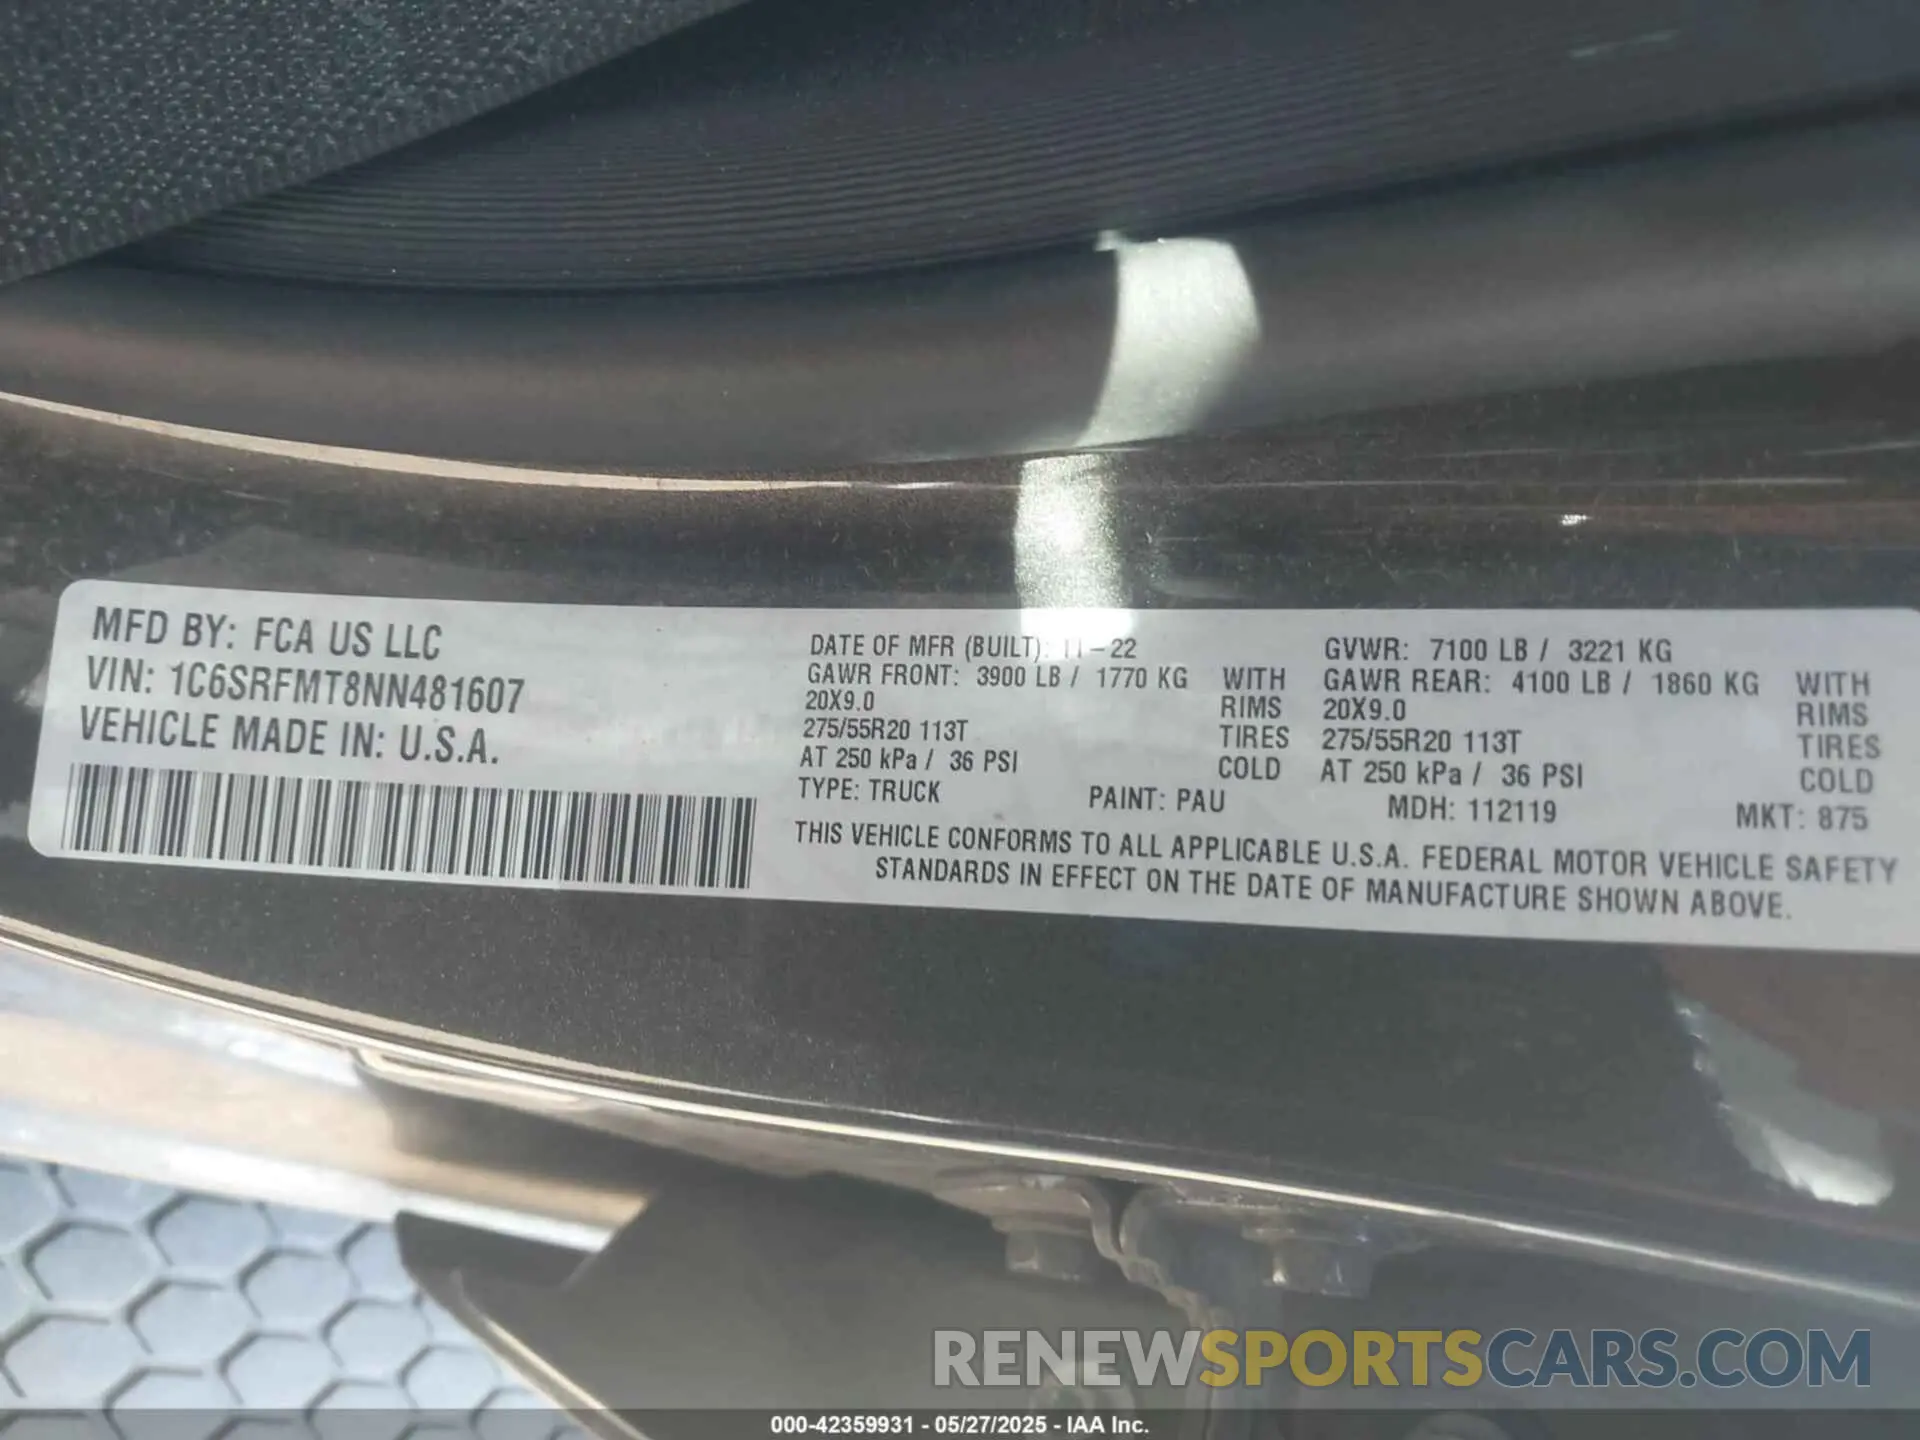 MFD BY: FCA US LLC
VIN: 1C6SRFMT8NN481607
VEHICLE MADE IN: U.S.A.
DATE OF MFR (BUILT): 11-22
GVWR: 7100 LB / 3221 KG
GAWR FRONT: 3900 LB / 1770 KG WITH
20X9.0 RIMS
275/55R20 113T TIRES
AT 250 kPa / 36 PSI COLD
GAWR REAR: 4100 LB / 1860 KG WITH
20X9.0 RIMS
275/55R20 113T TIRES
AT 250 kPa / 36 PSI COLD
TYPE: TRUCK PAINT: PAU MDH: 112119 MKT: 875
THIS VEHICLE CONFORMS TO ALL APPLICABLE U.S.A. FEDERAL MOTOR VEHICLE SAFETY
STANDARDS IN EFFECT ON THE DATE OF MANUFACTURE SHOWN ABOVE.
RENEWSPORTSCARS.COM
000-42359931 - 05/27/2025 - IAA Inc.